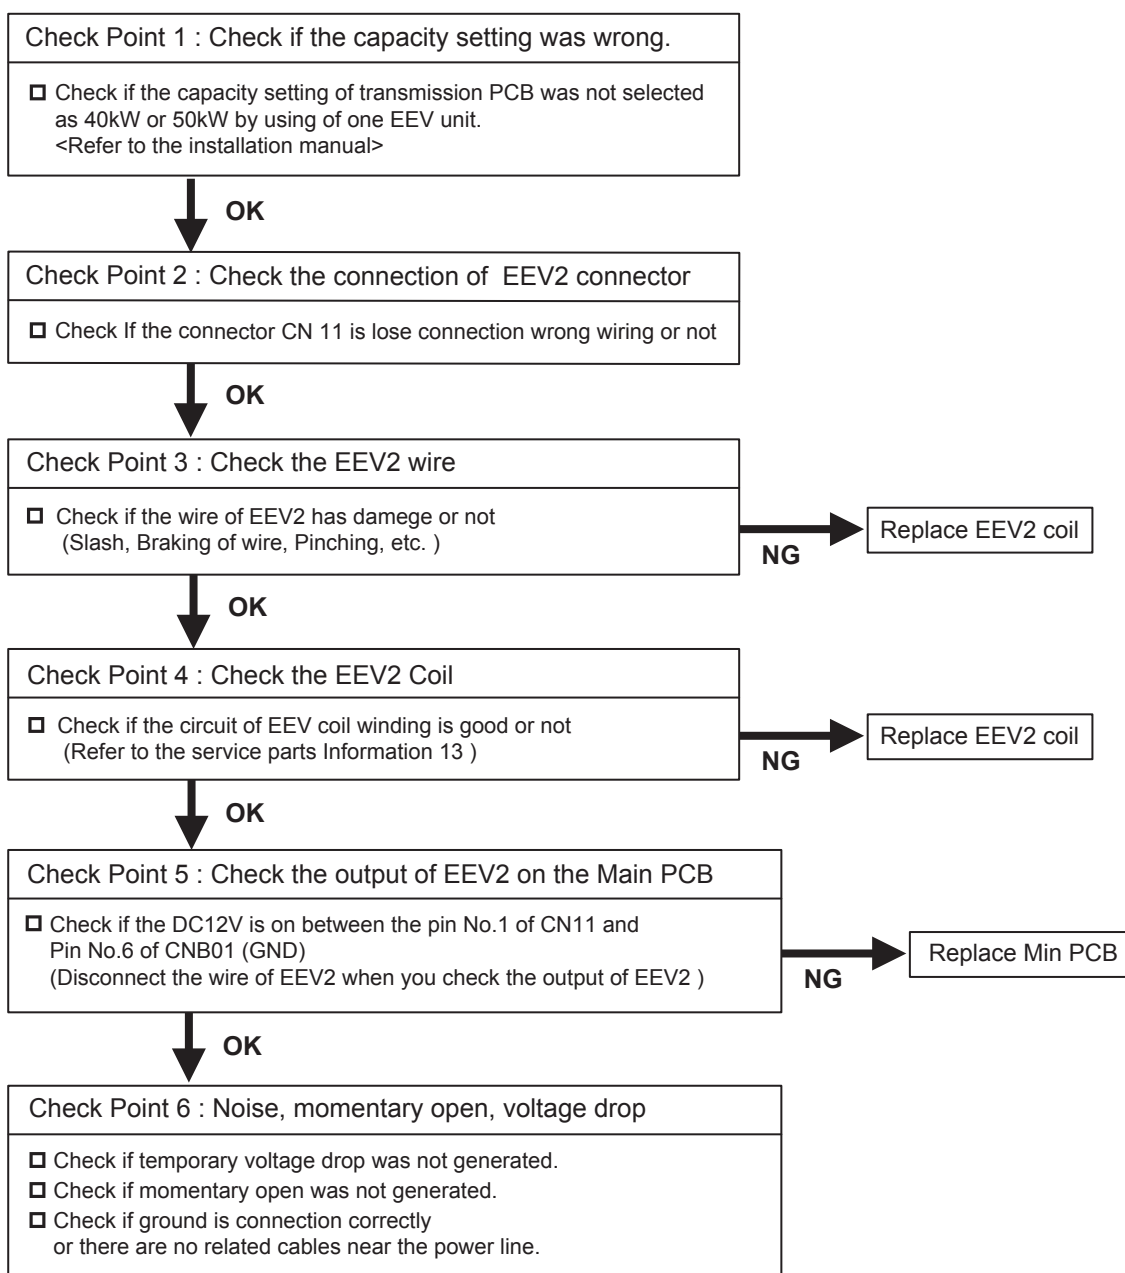 Check Point 1 : Check if the capacity setting was wrong.
Check if the capacity setting of transmission PCB was not selected
as 40kW or 50kW by using of one EEV unit.
<Refer to the installation manual>
OK
Check Point 2 : Check the connection of EEV2 connector
Check If the connector CN 11 is lose connection wrong wiring or not
OK
Check Point 3 : Check the EEV2 wire
Check if the wire of EEV2 has damege or not
(Slash, Braking of wire, Pinching, etc. )
NG
Replace EEV2 coil
OK
Check Point 4 : Check the EEV2 Coil
Check if the circuit of EEV coil winding is good or not
(Refer to the service parts Information 13 )
NG
Replace EEV2 coil
OK
Check Point 5 : Check the output of EEV2 on the Main PCB
Check if the DC12V is on between the pin No.1 of CN11 and
Pin No.6 of CNB01 (GND)
(Disconnect the wire of EEV2 when you check the output of EEV2 )
NG
Replace Min PCB
OK
Check Point 6 : Noise, momentary open, voltage drop
Check if temporary voltage drop was not generated.
Check if momentary open was not generated.
Check if ground is connection correctly
or there are no related cables near the power line.